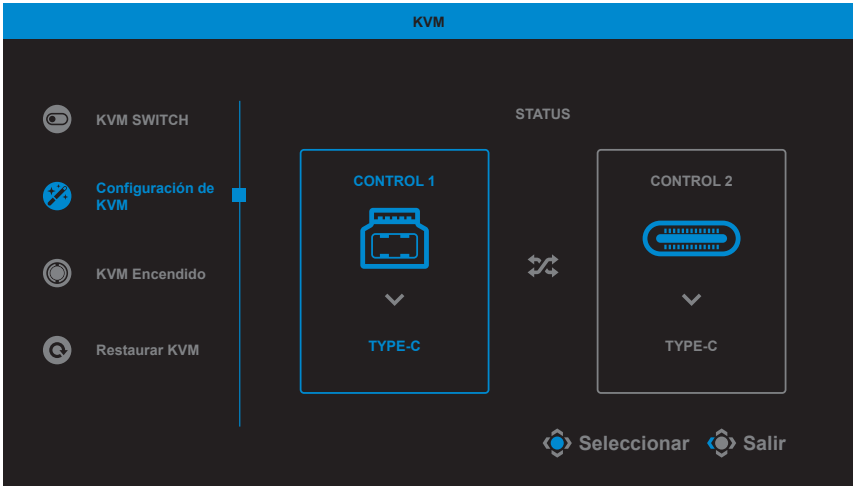 KVM
KVM SWITCH
Configuración de
KVM
KVM Encendido
Restaurar KVM
STATUS
CONTROL 1
TYPE-C
CONTROL 2
TYPE-C
Seleccionar
Salir